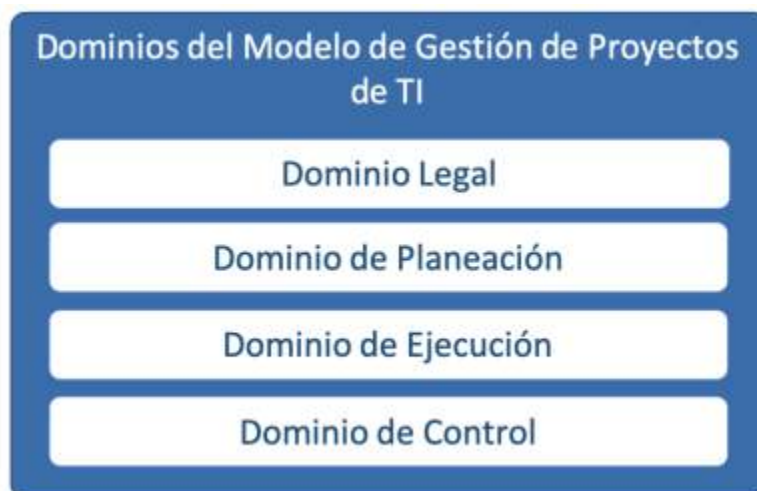 Dominios del Modelo de Gestión de Proyectos
de TI
Dominio Legal
Dominio de Planeación
Dominio de Ejecución
Dominio de Control